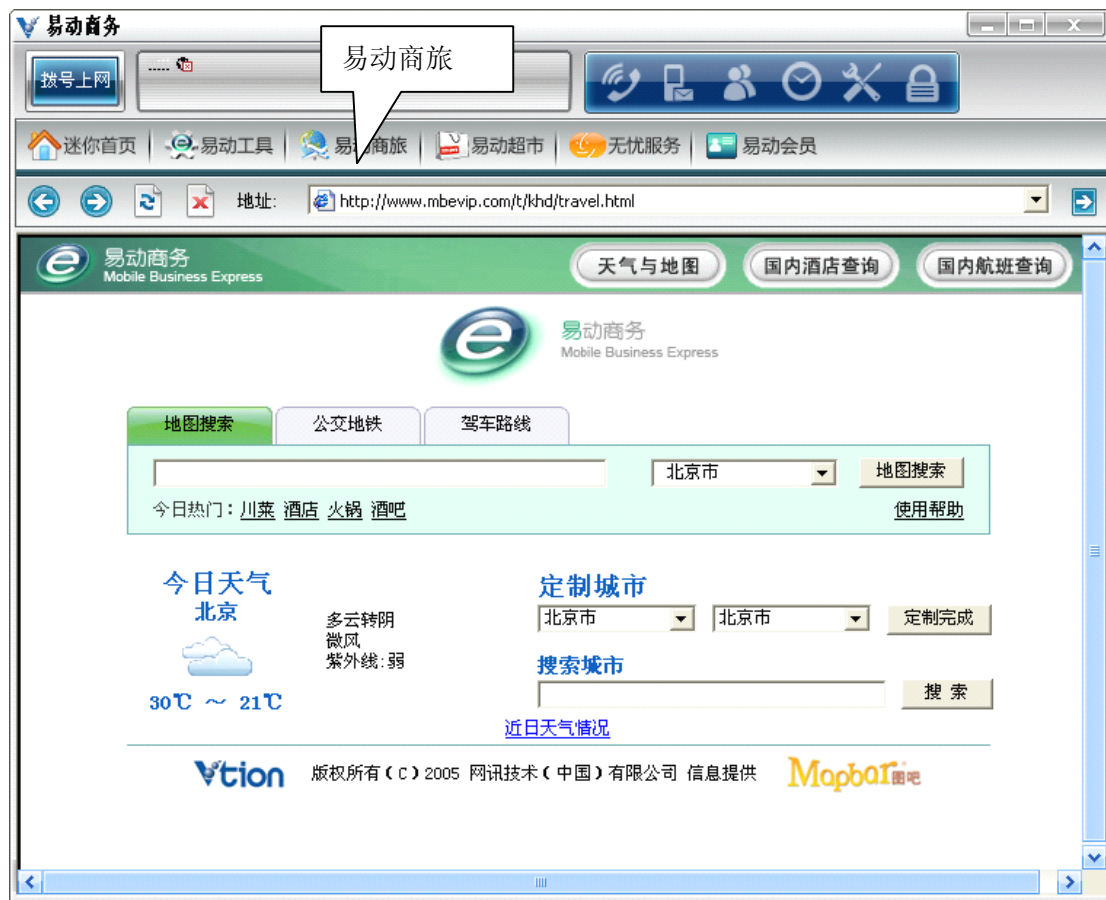 易动商务
拨号上网
.....
易动商旅
迷你首页 易动工具 易动商旅 易动超市 无忧服务 易动会员
地址: http://www.mbevip.com/t/khd/travel.html
易动商务
Mobile Business Express
天气与地图 国内酒店查询 国内航班查询
易动商务
Mobile Business Express
地图搜索 公交地铁 驾车路线
北京市 地图搜索
今日热门：川菜 酒店 火锅 酒吧 使用帮助
今日天气
北京
多云转阴
微风
紫外线:弱
30℃ ～ 21℃
定制城市
北京市 北京市 定制完成
搜索城市
搜 索
近日天气情况
Vtion 版权所有(C)2005 网讯技术(中国)有限公司 信息提供 Mapbar图吧